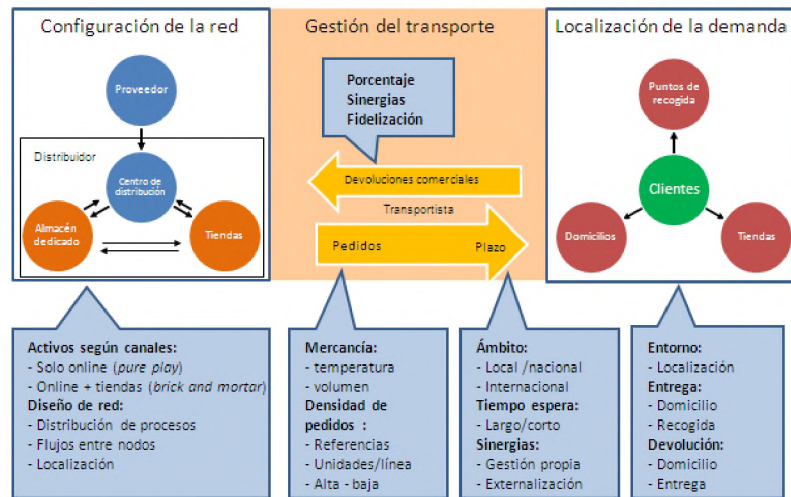 Configuración de la red
Proveedor
Distribuidor
Centro de
distribución
Almacén
dedicado
Tiendas
Gestión del transporte
Porcentaje
Sinergias
Fidelización
Devoluciones comerciales
Transportista
Pedidos
Plazo
Localización de la demanda
Puntos de
recogida
Clientes
Domicilios
Tiendas
Activos según canales:
- Solo online (pure play)
- Online + tiendas (brick and mortar)
Diseño de red:
- Distribución de procesos
- Flujos entre nodos
- Localización
Mercancía:
- temperatura
- volumen
Densidad de
pedidos :
- Referencias
- Unidades/línea
- Alta - baja
Ámbito:
- Local /nacional
- Internacional
Tiempo espera:
- Largo/corto
Sinergias:
- Gestión propia
- Externalización
Entorno:
- Localización
Entrega:
- Domicilio
- Recogida
Devolución:
- Domicilio
- Entrega